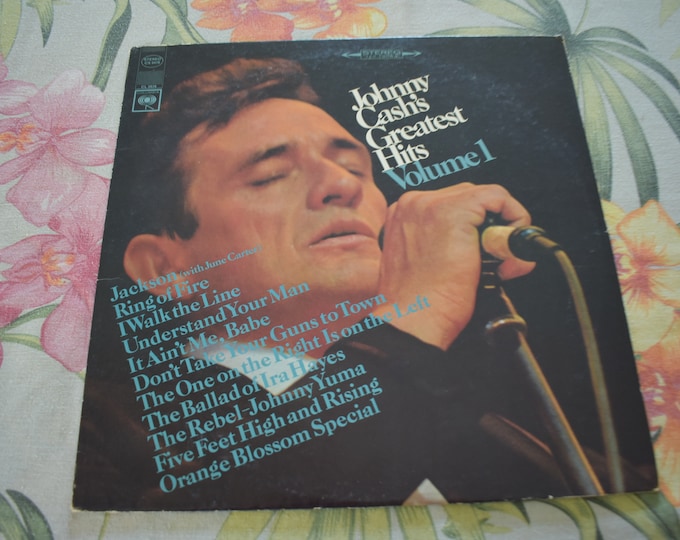 STEREO
Johnny
Cash's
Greatest
Hits
Volume 1
Jackson (with June Carter)
Ring of Fire
I Walk the Line
Understand Your Man
It Ain't Me, Babe
Don't Take Your Guns to Town
The One on the Right Is on the Left
The Ballad of Ira Hayes
The Rebel-Johnny Yuma
Five Feet High and Rising
Orange Blossom Special